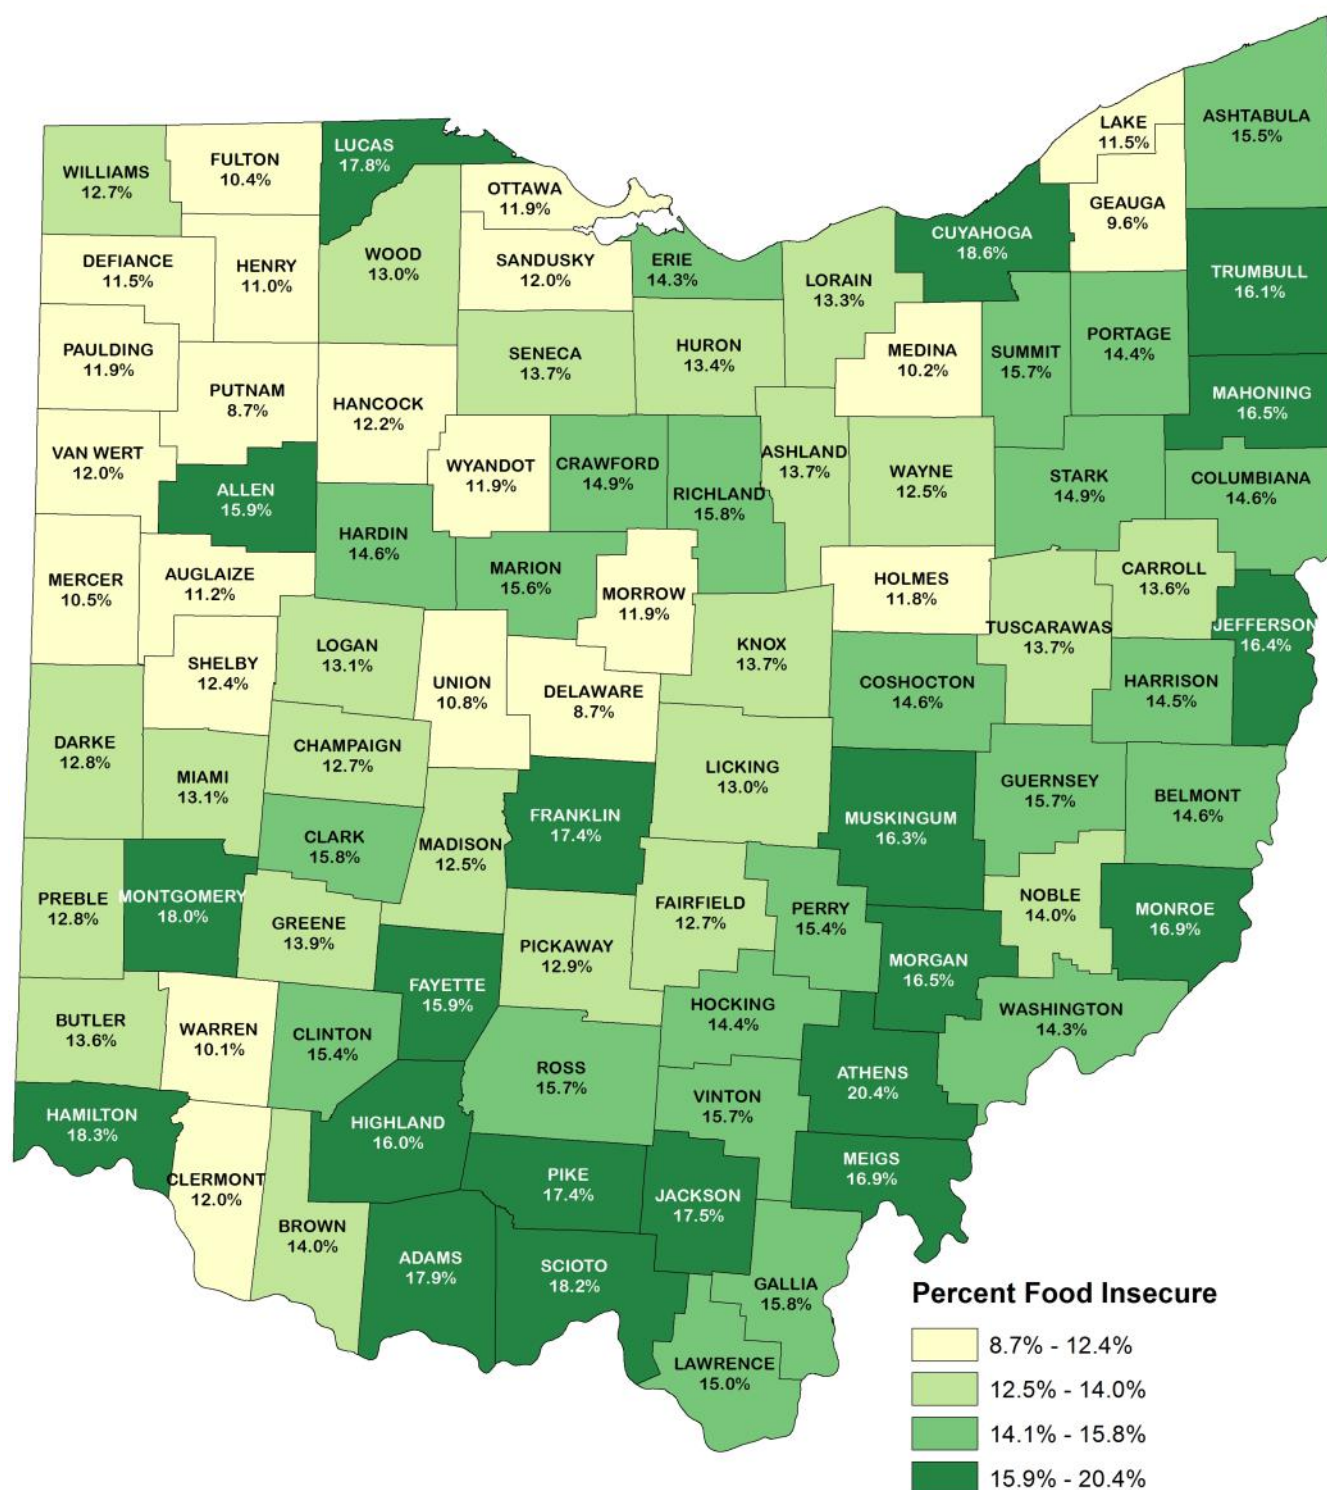 LAKE
11.5%
ASHTABULA
15.5%
LUCAS
17.8%
FULTON
10.4%
WILLIAMS
12.7%
OTTAWA
11.9%
GEAUGA
9.6%
CUYAHOGA
18.6%
WOOD
13.0%
DEFIANCE
11.5%
HENRY
11.0%
SANDUSKY
12.0%
ERIE
14.3%
LORAIN
13.3%
TRUMBULL
16.1%
PORTAGE
14.4%
PAULDING
11.9%
SENECA
13.7%
HURON
13.4%
MEDINA
10.2%
SUMMIT
15.7%
PUTNAM
8.7%
HANCOCK
12.2%
MAHONING
16.5%
VAN WERT
12.0%
ALLEN
15.9%
WYANDOT
11.9%
CRAWFORD
14.9%
RICHLAND
15.8%
ASHLAND
13.7%
WAYNE
12.5%
STARK
14.9%
COLUMBIANA
14.6%
HARDIN
14.6%
MARION
15.6%
MERCER
10.5%
AUGLAIZE
11.2%
MORROW
11.9%
HOLMES
11.8%
CARROLL
13.6%
TUSCARAWAS
13.7%
JEFFERSON
16.4%
LOGAN
13.1%
KNOX
13.7%
SHELBY
12.4%
UNION
10.8%
DELAWARE
8.7%
COSHOCTON
14.6%
HARRISON
14.5%
DARKE
12.8%
CHAMPAIGN
12.7%
MIAMI
13.1%
LICKING
13.0%
GUERNSEY
15.7%
BELMONT
14.6%
FRANKLIN
17.4%
MUSKINGUM
16.3%
CLARK
15.8%
MADISON
12.5%
PREBLE
12.8%
MONTGOMERY
18.0%
GREENE
13.9%
FAIRFIELD
12.7%
PERRY
15.4%
NOBLE
14.0%
MONROE
16.9%
PICKAWAY
12.9%
MORGAN
16.5%
FAYETTE
15.9%
HOCKING
14.4%
WASHINGTON
14.3%
BUTLER
13.6%
WARREN
10.1%
CLINTON
15.4%
ROSS
15.7%
ATHENS
20.4%
VINTON
15.7%
HAMILTON
18.3%
HIGHLAND
16.0%
MEIGS
16.9%
CLERMONT
12.0%
PIKE
17.4%
JACKSON
17.5%
BROWN
14.0%
ADAMS
17.9%
SCIOTO
18.2%
GALLIA
15.8%
LAWRENCE
15.0%
Percent Food Insecure
8.7% - 12.4%
12.5% - 14.0%
14.1% - 15.8%
15.9% - 20.4%